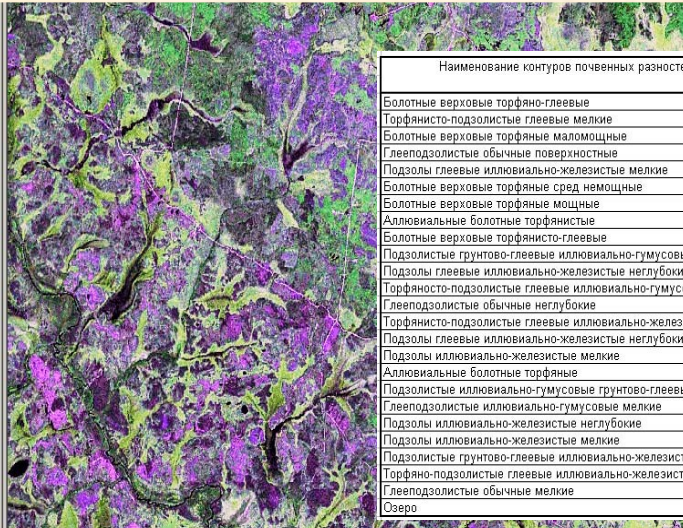 Наименование контуров почвенных разносте
Болотные верховые торфяно-глеевые
Торфянисто-подзолистые глеевые мелкие
Болотные верховые торфяные маломощные
Глееподзолистые обычные поверхностные
Подзолы глеевые иллювиально-железистые мелкие
Болотные верховые торфяные сред немощные
Болотные верховые торфяные мощные
Аллювиальные болотные торфянистые
Болотные верховые торфянисто-глеевые
Подзолистые грунтово-глеевые иллювиально-гумусовы
Подзолы глеевые иллювиально-железистые неглубоки
Торфяносто-подзолистые глеевые иллювиально-гумусо
Глееподзолистые обычные неглубокие
Торфянисто-подзолистые глеевые иллювиально-желез
Подзолы глеевые иллювиально-железистые неглубоки
Подзолы иллювиально-железистые мелкие
Аллювиальные болотные торфяные
Подзолистые иллювиально-гумусовые грунтово-глеевы
Глееподзолистые иллювиально-гумусовые мелкие
Подзолы иллювиально-железистые неглубокие
Подзолы иллювиально-железистые мелкие
Подзолистые грунтово-глеевые иллювиально-железист
Торфяно-подзолистые глеевые иллювиально-железист
Глееподзолистые обычные мелкие
Озеро